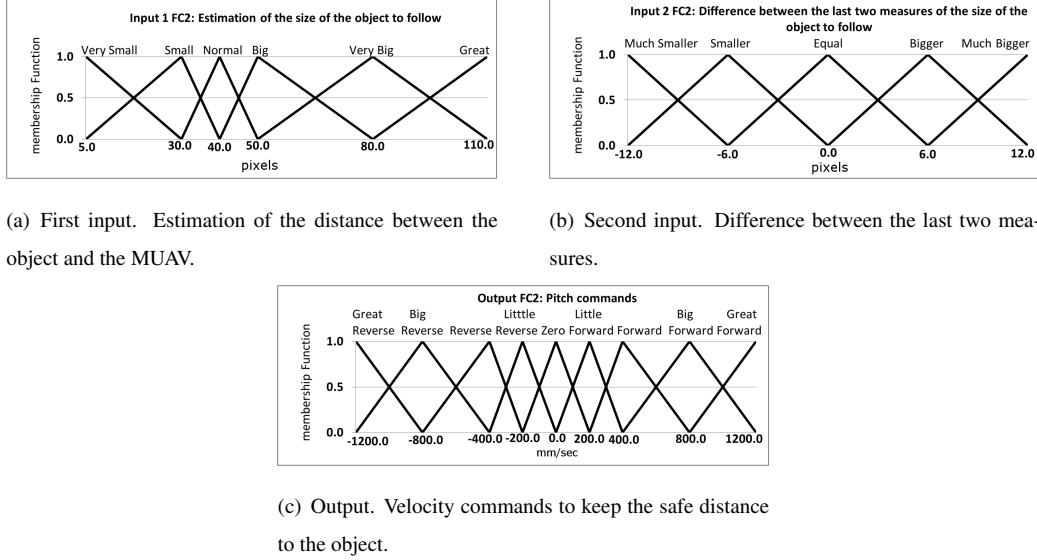 Input 1 FC2: Estimation of the size of the object to follow
Very Small Small Normal Big Very Big Great
membership Function
1.0
0.5
0.0
5.0 30.0 40.0 50.0 80.0 110.0
pixels
(a) First input. Estimation of the distance between the
object and the MUAV.
Input 2 FC2: Difference between the last two measures of the size of the
object to follow
Much Smaller Smaller Equal Bigger Much Bigger
membership Function
1.0
0.5
0.0
-12.0 -6.0 0.0 6.0 12.0
pixels
(b) Second input. Difference between the last two mea-
sures.
Output FC2: Pitch commands
Great Big Litttle Little Big Great
Reverse Reverse Reverse Reverse Zero Forward Forward Forward Forward
membership Function
1.0
0.5
0.0
-1200.0 -800.0 -400.0 -200.0 0.0 200.0 400.0 800.0 1200.0
mm/sec
(c) Output. Velocity commands to keep the safe distance
to the object.